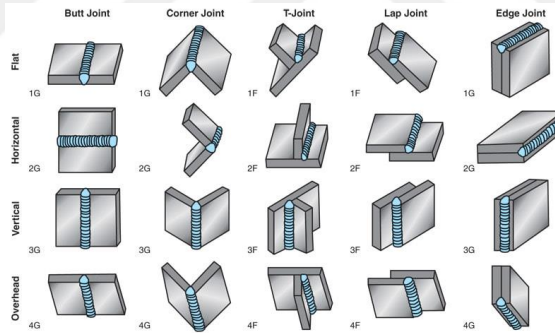 Butt Joint Corner Joint T-Joint Lap Joint Edge Joint
Flat
1G 1G 1F 1F 1G
Horizontal
2G 2G 2F 2F 2G
Vertical
3G 3G 3F 3F 3G
Overhead
4G 4G 4F 4F 4G